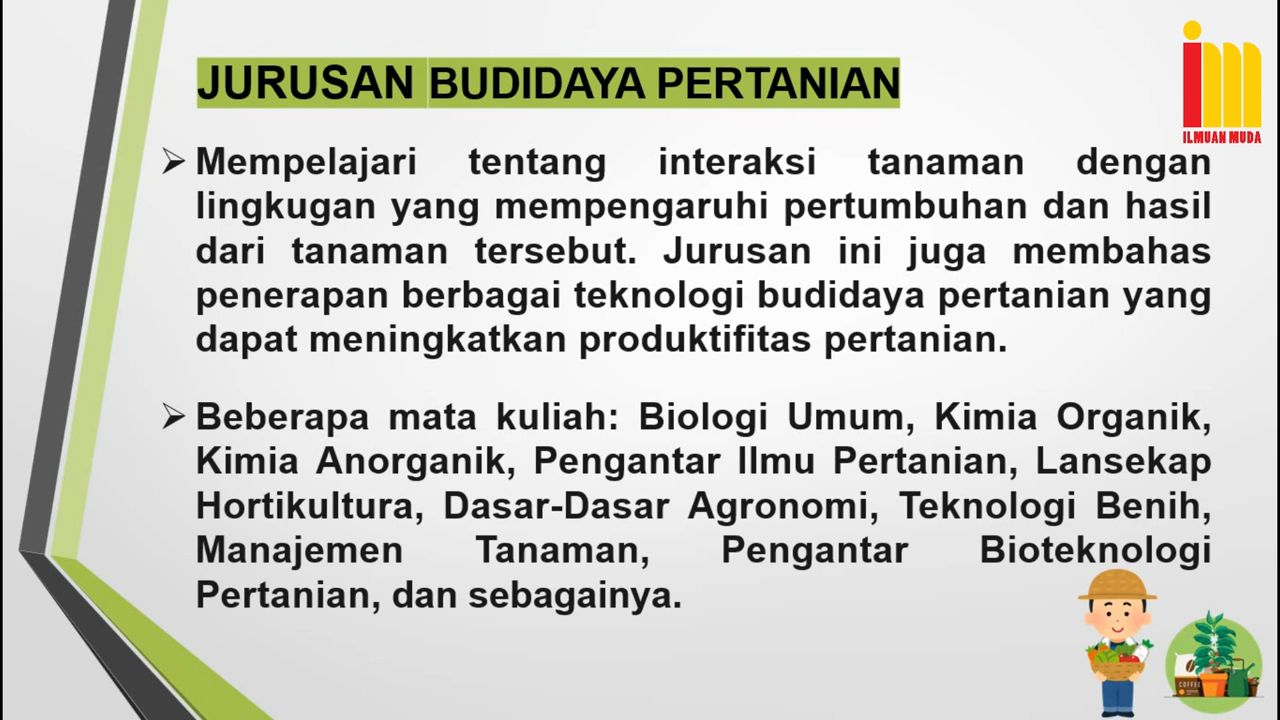 JURUSAN BUDIDAYA PERTANIAN
ILMUAN MUDA
➢ Mempelajari tentang interaksi tanaman dengan
lingkugan yang mempengaruhi pertumbuhan dan hasil
dari tanaman tersebut. Jurusan ini juga membahas
penerapan berbagai teknologi budidaya pertanian yang
dapat meningkatkan produktifitas pertanian.
➢ Beberapa mata kuliah: Biologi Umum, Kimia Organik,
Kimia Anorganik, Pengantar Ilmu Pertanian, Lansekap
Hortikultura, Dasar-Dasar Agronomi, Teknologi Benih,
Manajemen Tanaman, Pengantar Bioteknologi
Pertanian, dan sebagainya.
COFFEE